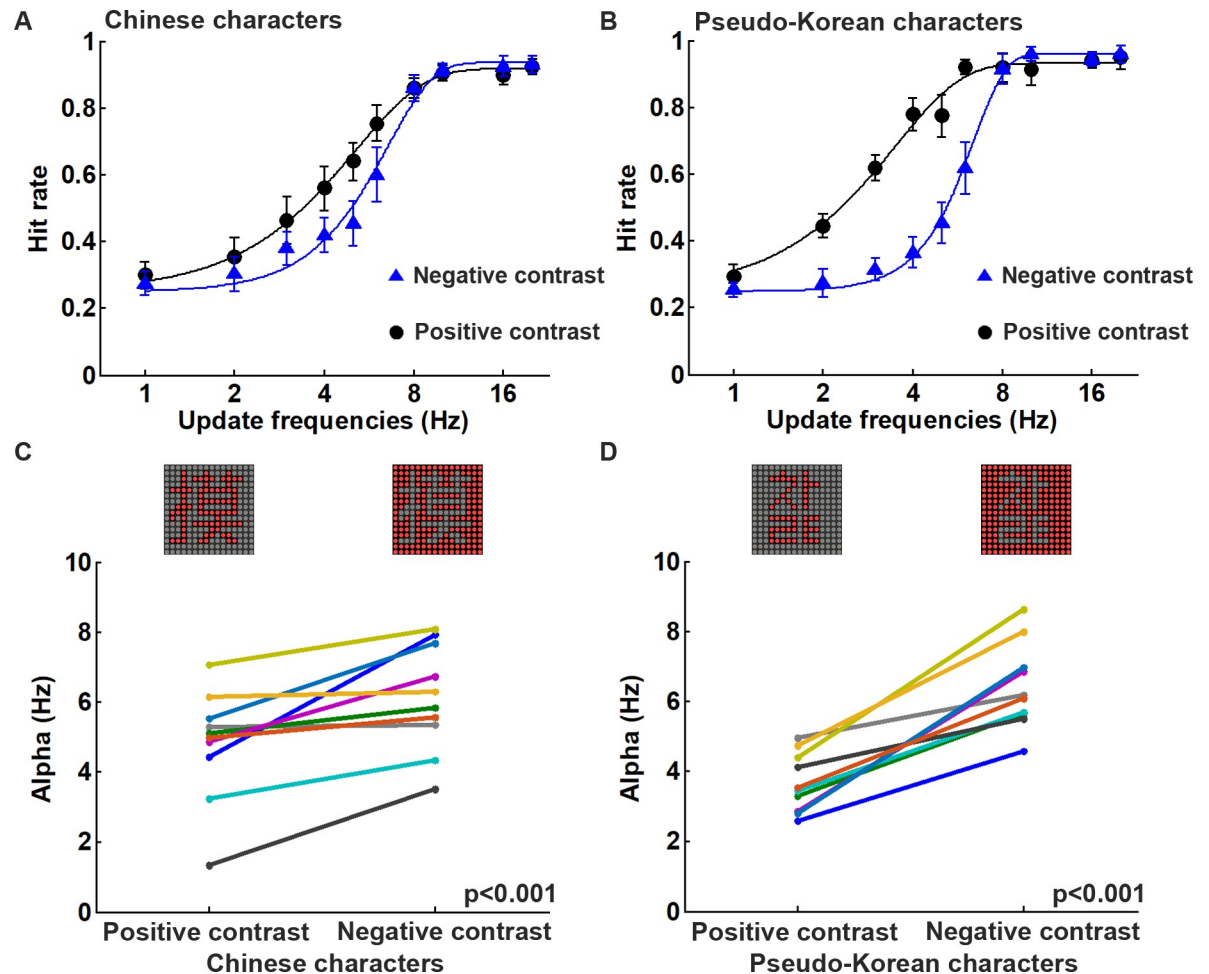 A Chinese characters
1
0.8
0.6
0.4
0.2
0
Hit rate
Negative contrast
Positive contrast
1 2 4 8 16
Update frequencies (Hz)
B Pseudo-Korean characters
1
0.8
0.6
0.4
0.2
0
Hit rate
Negative contrast
Positive contrast
1 2 4 8 16
Update frequencies (Hz)
C
10
8
6
4
2
0
Alpha (Hz)
p<0.001
Positive contrast Negative contrast
Chinese characters
D
10
8
6
4
2
0
Alpha (Hz)
p<0.001
Positive contrast Negative contrast
Pseudo-Korean characters